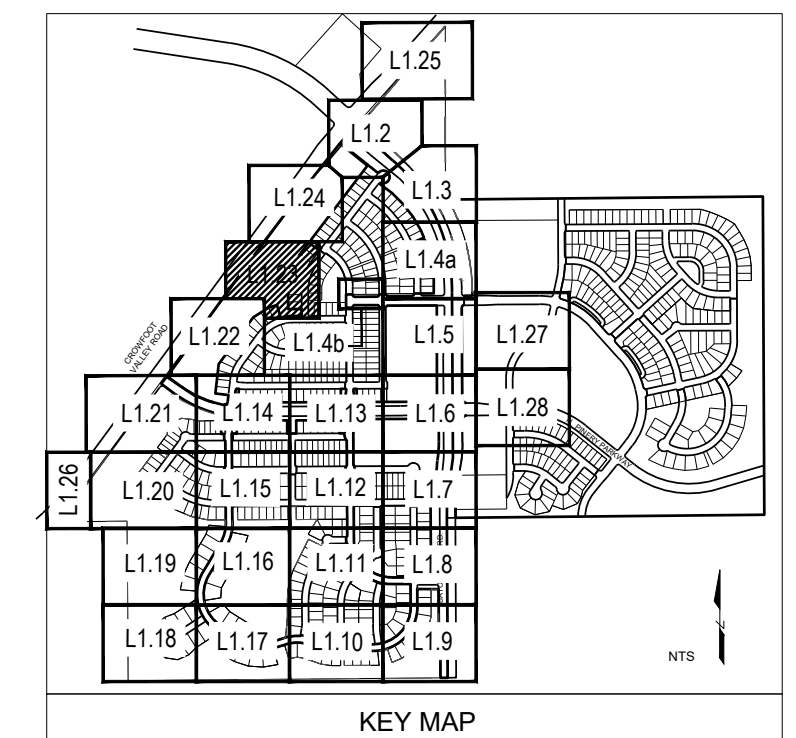 L1.25
L1.2
L1.24
L1.3
L1.4a
L1.23
L1.22
L1.4b
L1.5
L1.27
CROWFOOT
VALLEY ROAD
L1.21
L1.14
L1.13
L1.6
L1.28
PINERY PARKWAY
L1.26
L1.20
L1.15
L1.12
L1.7
L1.19
L1.16
L1.11
L1.8
L1.18
L1.17
L1.10
L1.9
NTS
KEY MAP